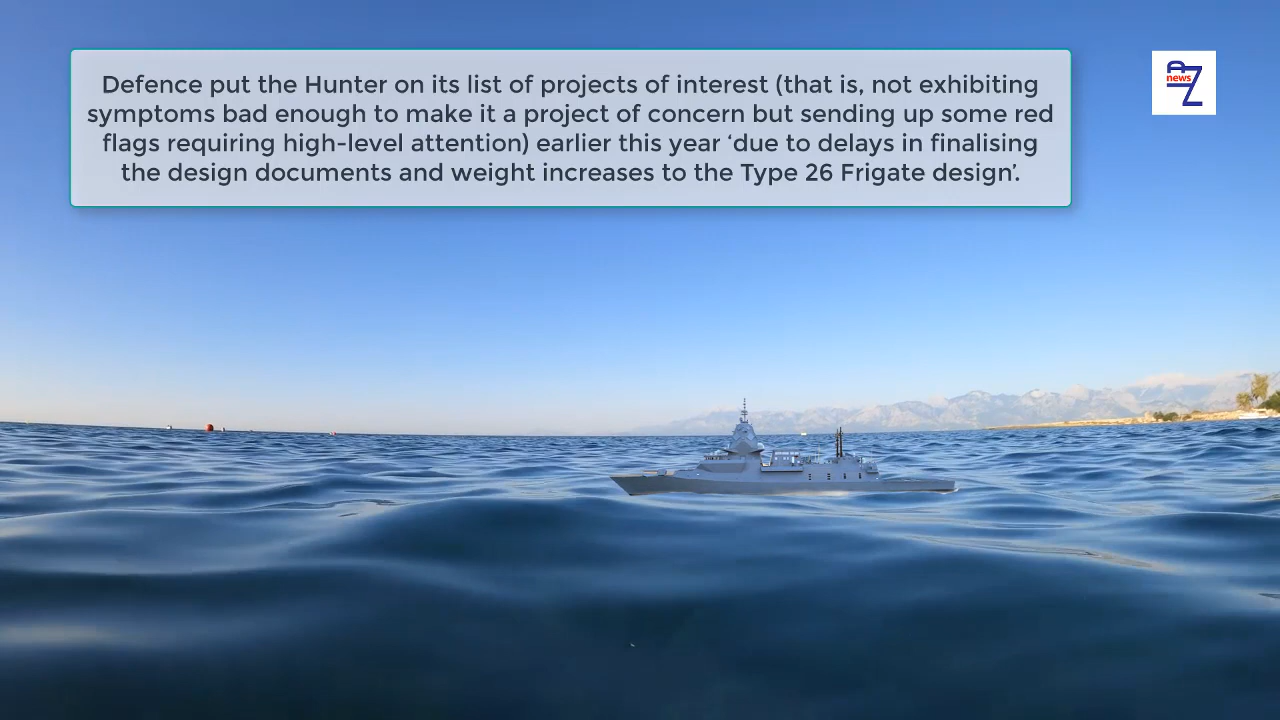 Defence put the Hunter on its list of projects of interest (that is, not exhibiting
symptoms bad enough to make it a project of concern but sending up some red
flags requiring high-level attention) earlier this year ‘due to delays in finalising
the design documents and weight increases to the Type 26 Frigate design’.
A
news
Z